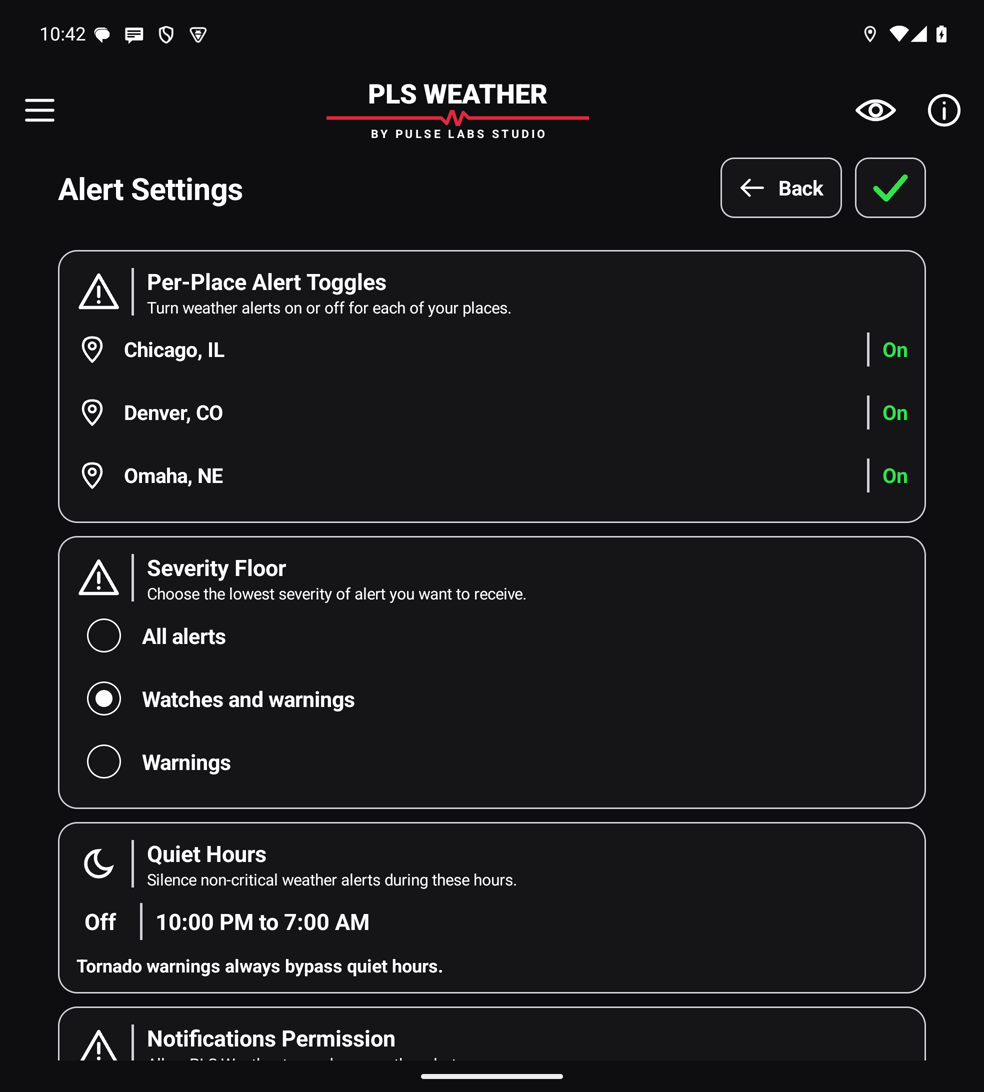 10:42
PLS WEATHER
BY PULSE LABS STUDIO
Alert Settings
Back
Per-Place Alert Toggles
Turn weather alerts on or off for each of your places.
Chicago, IL
On
Denver, CO
On
Omaha, NE
On
Severity Floor
Choose the lowest severity of alert you want to receive.
All alerts
Watches and warnings
Warnings
Quiet Hours
Silence non-critical weather alerts during these hours.
Off
10:00 PM to 7:00 AM
Tornado warnings always bypass quiet hours.
Notifications Permission